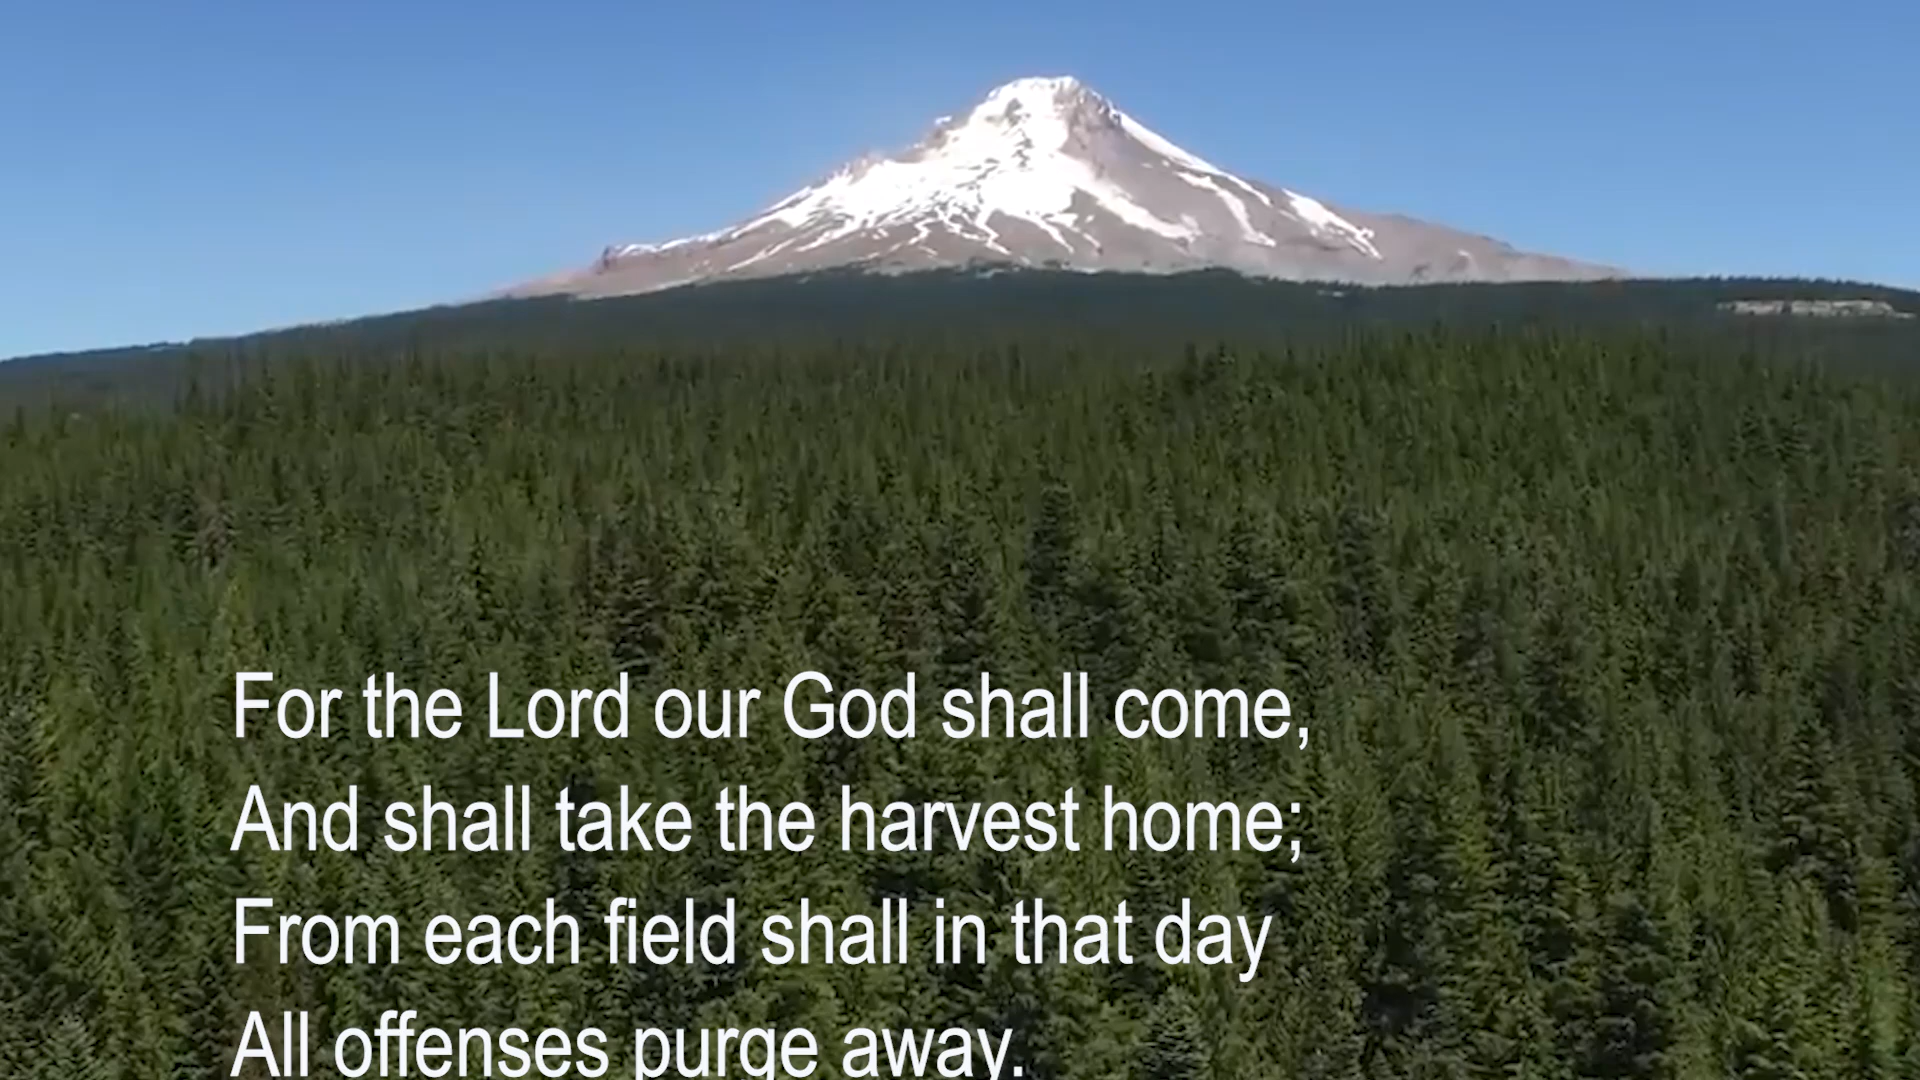 For the Lord our God shall come,
And shall take the harvest home;
From each field shall in that day
All offenses purge away.